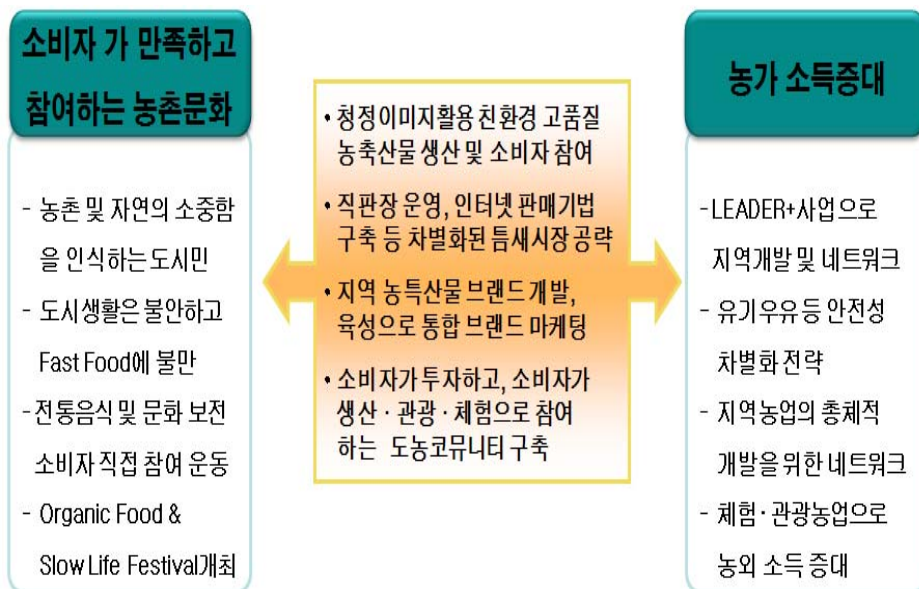 소비자 가 만족하고
참여하는 농촌문화
- 농촌 및 자연의 소중함
을 인식하는 도시민
- 도시생활은 불안하고
Fast Food에 불만
- 전통음식 및 문화 보전
소비자 직접 참여 운동
- Organic Food &
Slow Life Festival개최
• 청정이미지활용 친환경 고품질
농축산물 생산 및 소비자 참여
• 직판장 운영, 인터넷 판매기법
구축 등 차별화된 틈새시장 공략
• 지역 농특산물 브랜드 개발,
육성으로 통합 브랜드 마케팅
• 소비자가 투자하고, 소비자가
생산·관광·체험으로 참여
하는 도농코뮤니티 구축
농가 소득증대
- LEADER+사업으로
지역개발 및 네트워크
- 유기우유 등 안전성
차별화 전략
- 지역농업의 총체적
개발을 위한 네트워크
- 체험·관광농업으로
농외 소득 증대